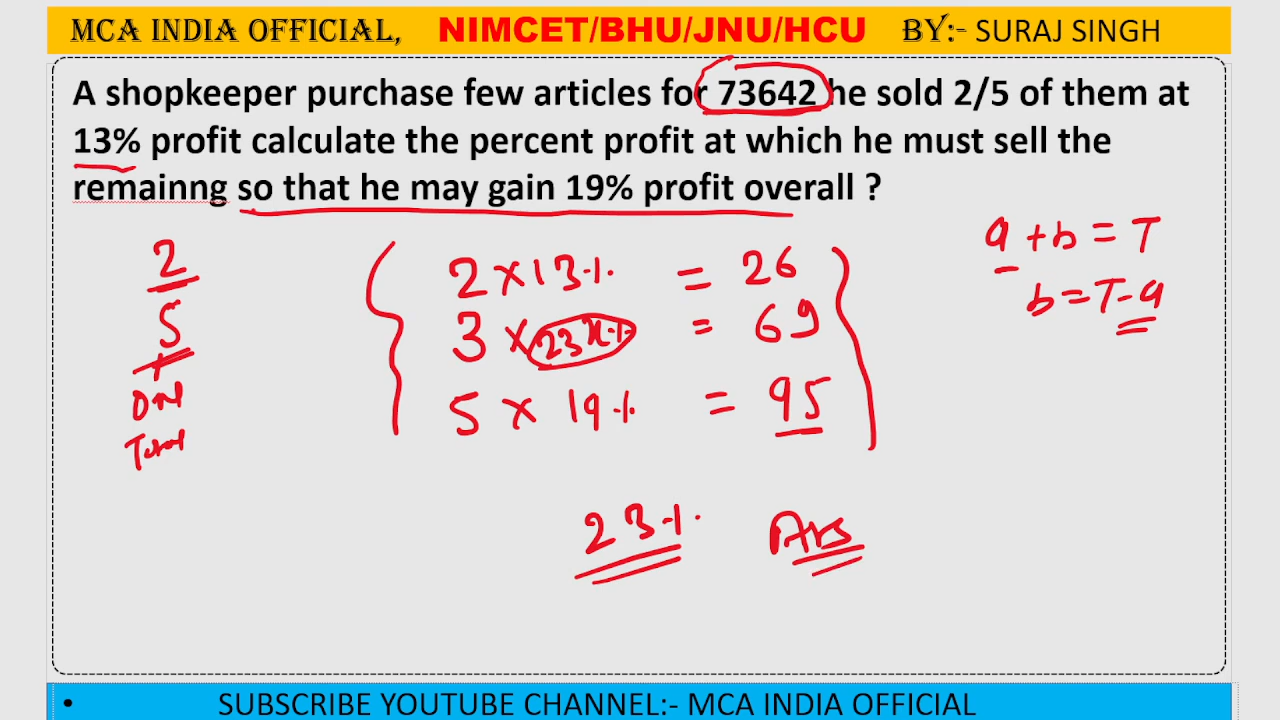 MCA INDIA OFFICIAL, NIMCET/BHU/JNU/HCU BY:- SURAJ SINGH
A shopkeeper purchase few articles for 73642 he sold 2/5 of them at
13% profit calculate the percent profit at which he must sell the
remainng so that he may gain 19% profit overall ?
a + b = T
b = T - a
2
5
Total
2 × 13% = 26
3 × 23 x% = 69
5 × 19% = 95
23% Ans
• SUBSCRIBE YOUTUBE CHANNEL:- MCA INDIA OFFICIAL